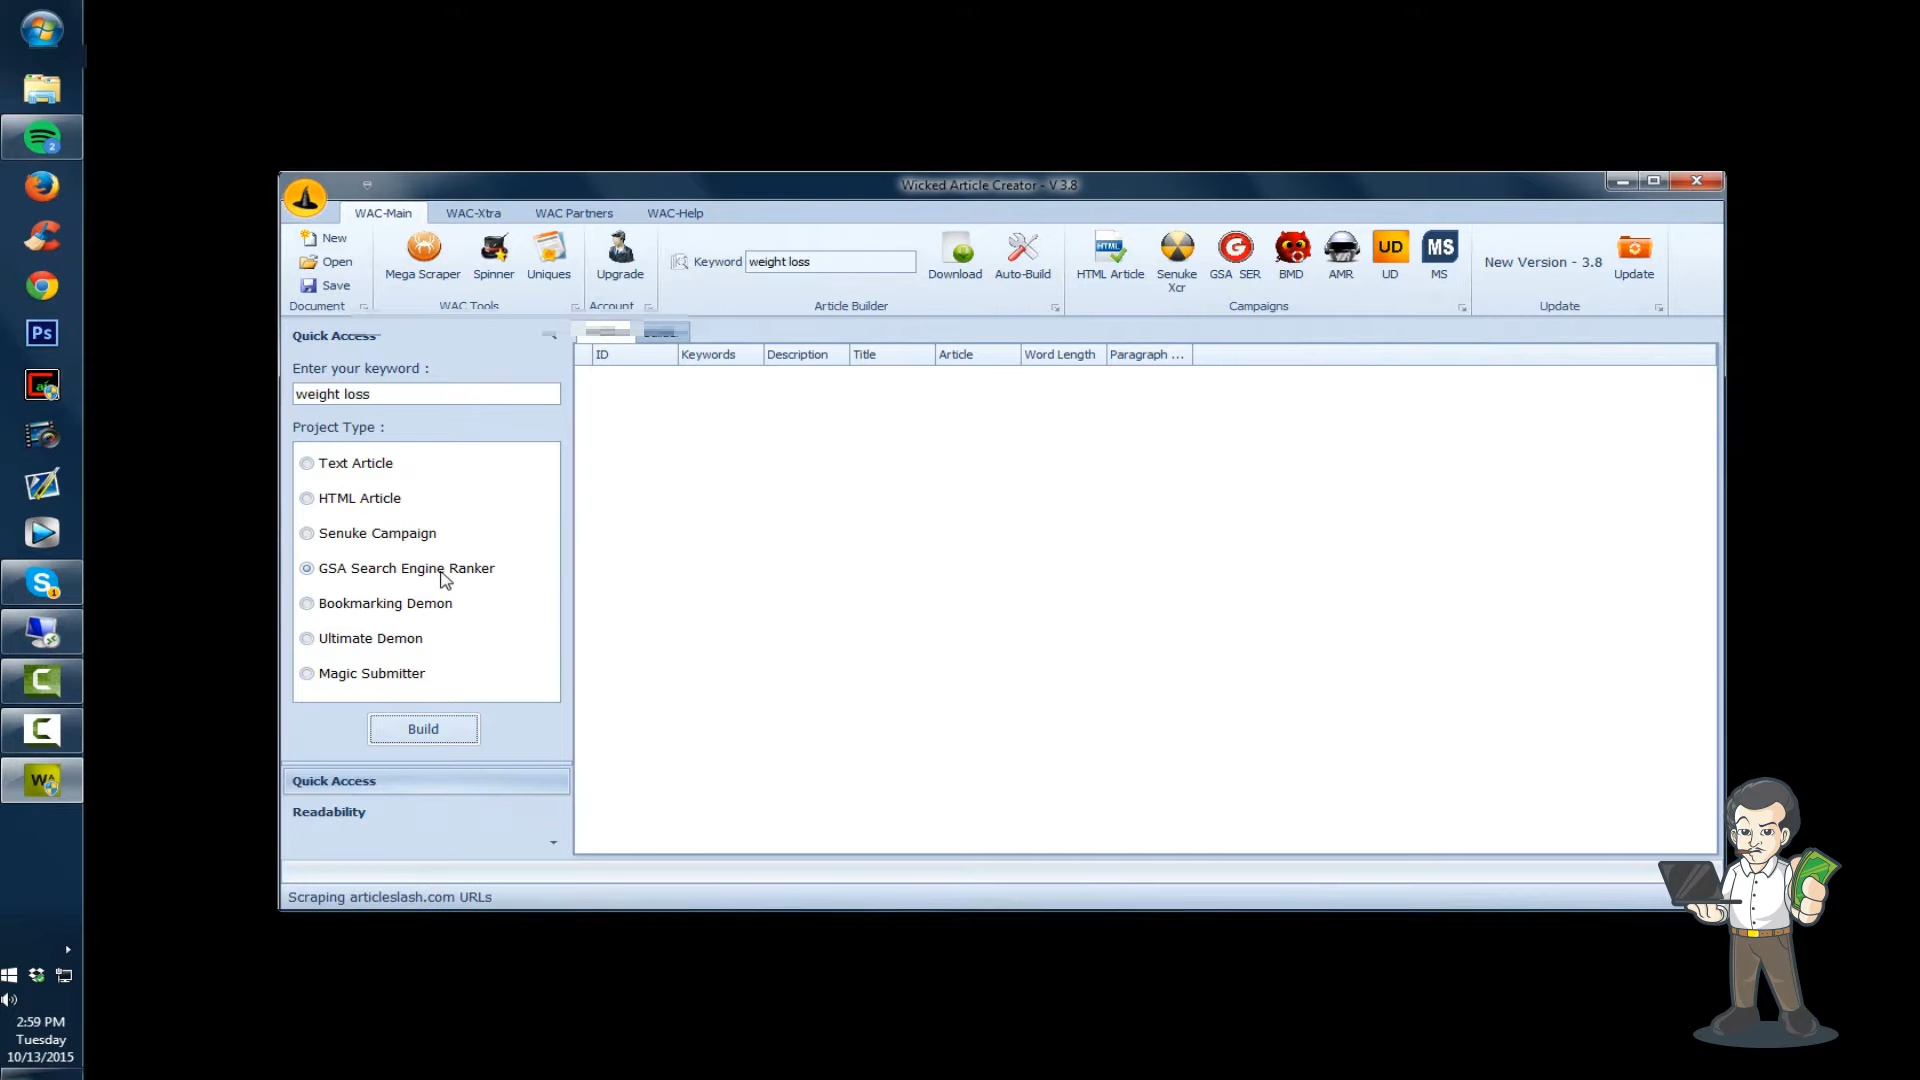 Wicked Article Creator - V 3.8
WAC-Main WAC-Xtra WAC Partners WAC-Help
New
Open
Save
Document
Mega Scraper Spinner Uniques
WAC Tools
Upgrade
Account
Keyword weight loss
Download Auto-Build
Article Builder
HTML
HTML Article
Senuke Xcr
G
GSA SER
BMD
AMR
UD
UD
MS
MS
Campaigns
New Version - 3.8
Update
Update
Quick Access
Enter your keyword :
weight loss
Project Type :
Text Article
HTML Article
Senuke Campaign
GSA Search Engine Ranker
Bookmarking Demon
Ultimate Demon
Magic Submitter
Build
Quick Access
Readability
ID Keywords Description Title Article Word Length Paragraph ...
Scraping articleslash.com URLs
2
Ps
1
C
C
WA
2:59 PM
Tuesday
10/13/2015